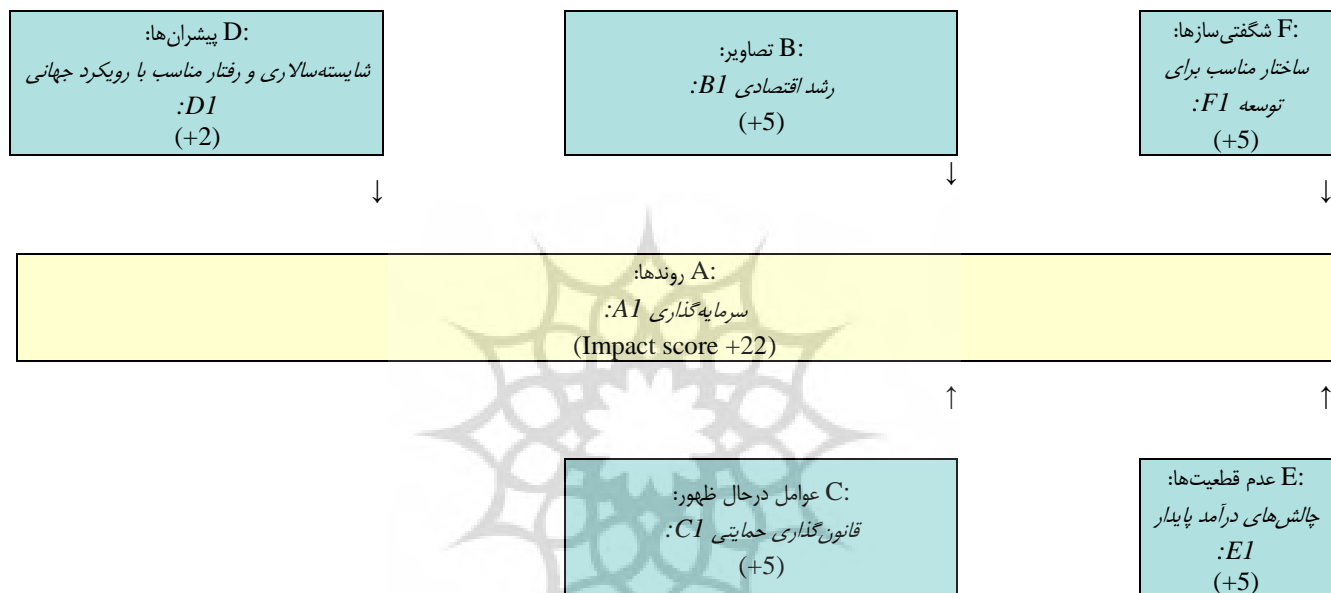 F: شگفتی‌سازها:
ساختار مناسب برای
توسعه F1:
(+5)
B: تصاویر:
رشد اقتصادی B1:
(+5)
D: پیشران‌ها:
شایسته‌سالاری و رفتار مناسب با رویکرد جهانی
D1:
(+2)
↓
↓
↓
A: روندها:
سرمایه‌گذاری A1:
(Impact score +22)
↑
↑
E: عدم قطعیت‌ها:
چالش‌های درآمد پایدار
E1:
(+5)
C: عوامل درحال ظهور:
قانون‌گذاری حمایتی C1:
(+5)